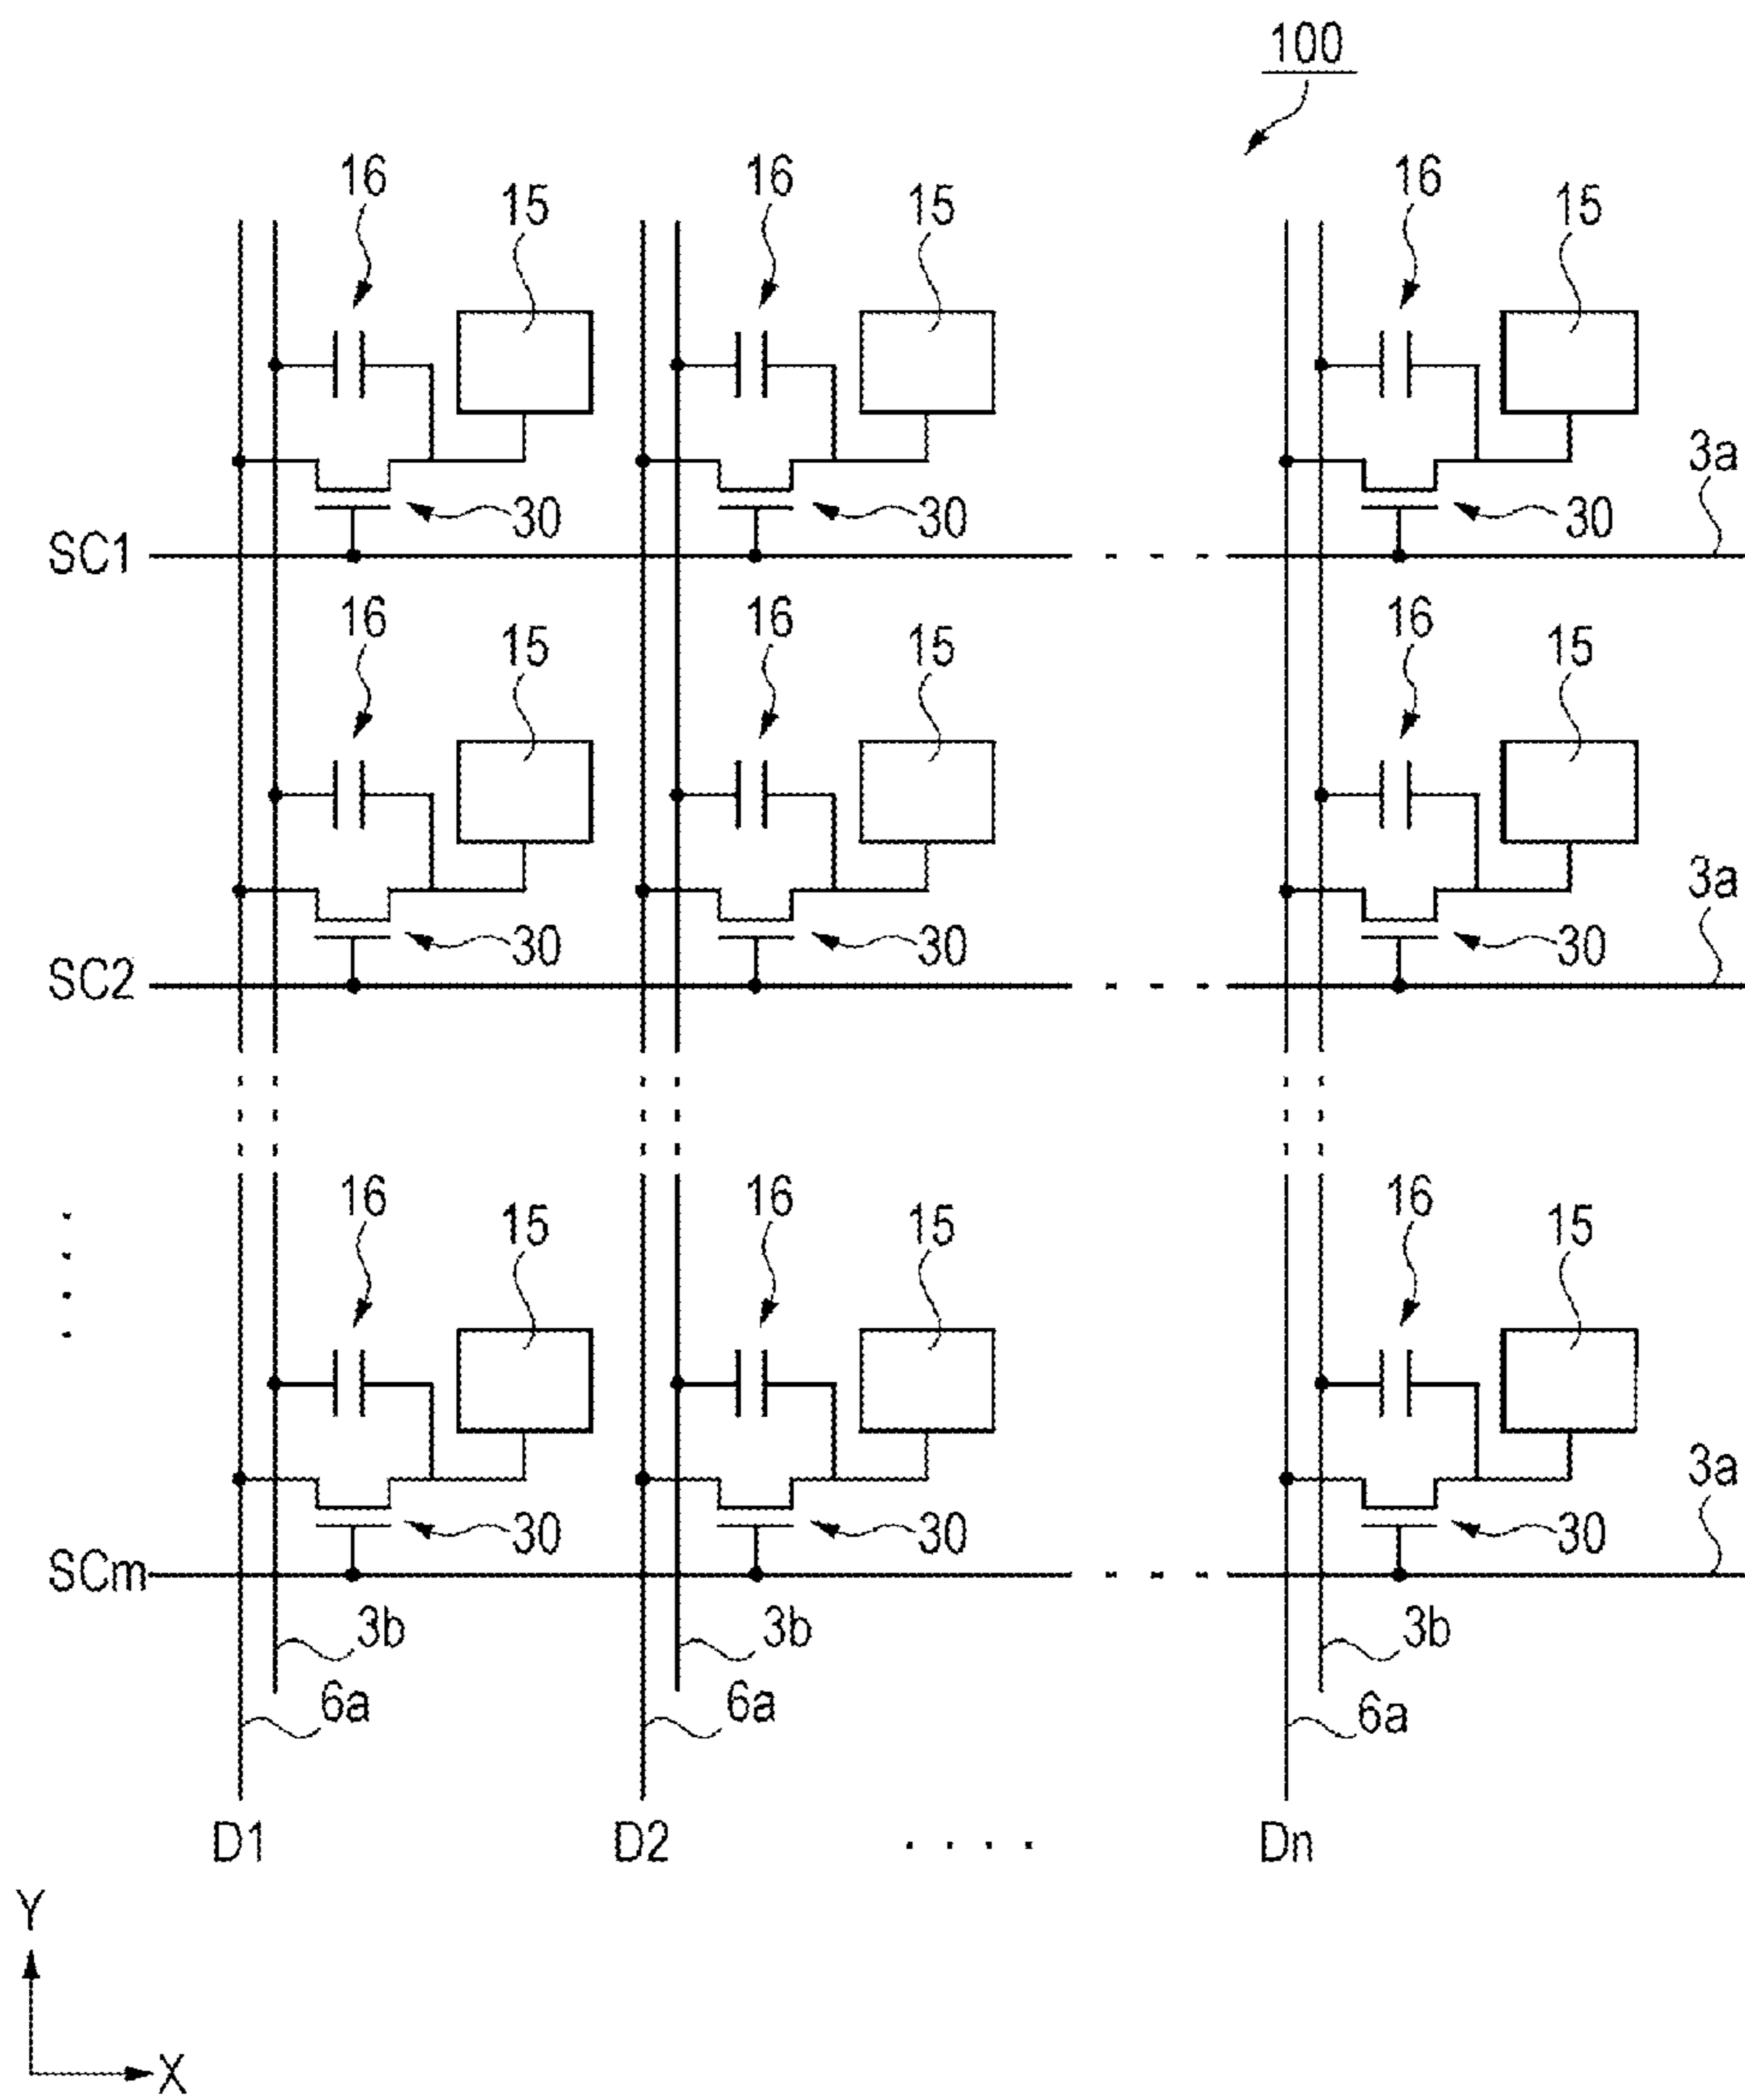 100
16 15 16 15 16 15
3a
30 30 30
SC1
16 15 16 15 16 15
3a
30 30 30
SC2
16 15 16 15 16 15
3a
30 30 30
SCm
3b 3b 3b
6a 6a 6a
D1 D2 . . . . Dn
Y
X